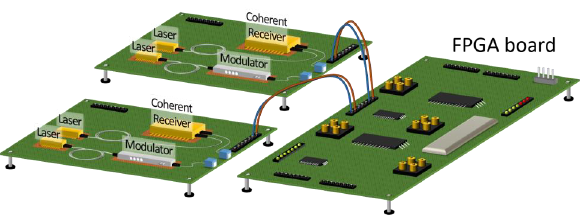 Coherent
Laser
Receiver
Laser
Modulator
FPGA board
Coherent
Receiver
Laser
Laser
Modulator